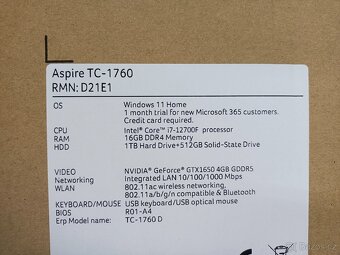 Aspire TC-1760
RMN: D21E1
OS Windows 11 Home
1 month trial for new Microsoft 365 customers.
Credit card required.
CPU Intel® Core™ i7-12700F processor
RAM 16GB DDR4 Memory
HDD 1TB Hard Drive+512GB Solid-State Drive
VIDEO NVIDIA® GeForce® GTX1650 4GB GDDR5
Networking Integrated LAN 10/100/1000 Mbps
WLAN 802.11ac wireless networking,
802.11a/b/g/n compatible & Bluetooth
KEYBOARD/MOUSE USB keyboard/USB optical mouse
BIOS R01-A4
Erp Model name: TC-1760 D